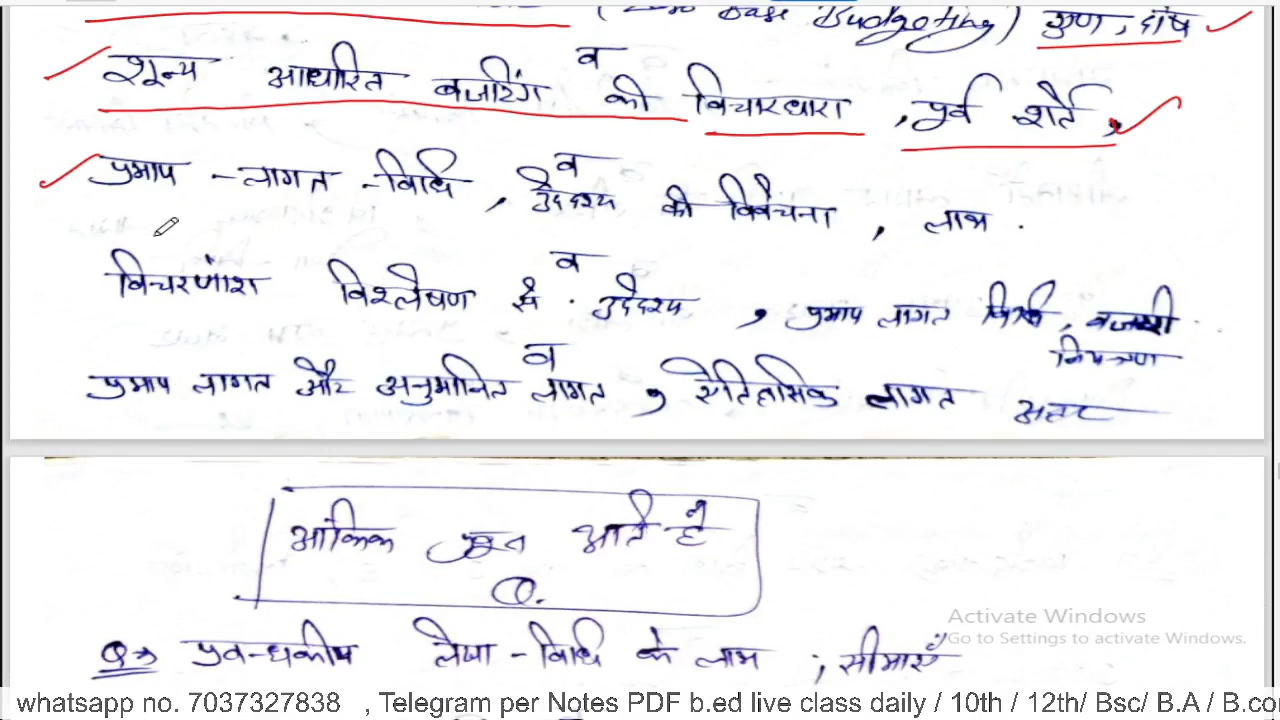 (Zero Base Budgeting) गुण, दोष
शून्य आधारित बजटिंग व की विचारधारा , पूर्व शर्ते ,
प्रमाप - लागत - विधि , व उद्देश्य की विवेचना , लाभ .
विचरणांश विश्लेषण से व उद्देश्य , प्रमाप लागत विधि , बजटरी नियंत्रण
प्रमाप लागत और अनुमानित व लागत , ऐतिहासिक लागत अन्तर
आंकिक प्रश्न आते है
Q.
Q→ प्रबन्धकीय लेखा - विधि के लाभ , सीमाएँ
Activate Windows
Go to Settings to activate Windows.
whatsapp no. 7037327838 , Telegram per Notes PDF b.ed live class daily / 10th / 12th/ Bsc/ B.A / B.co